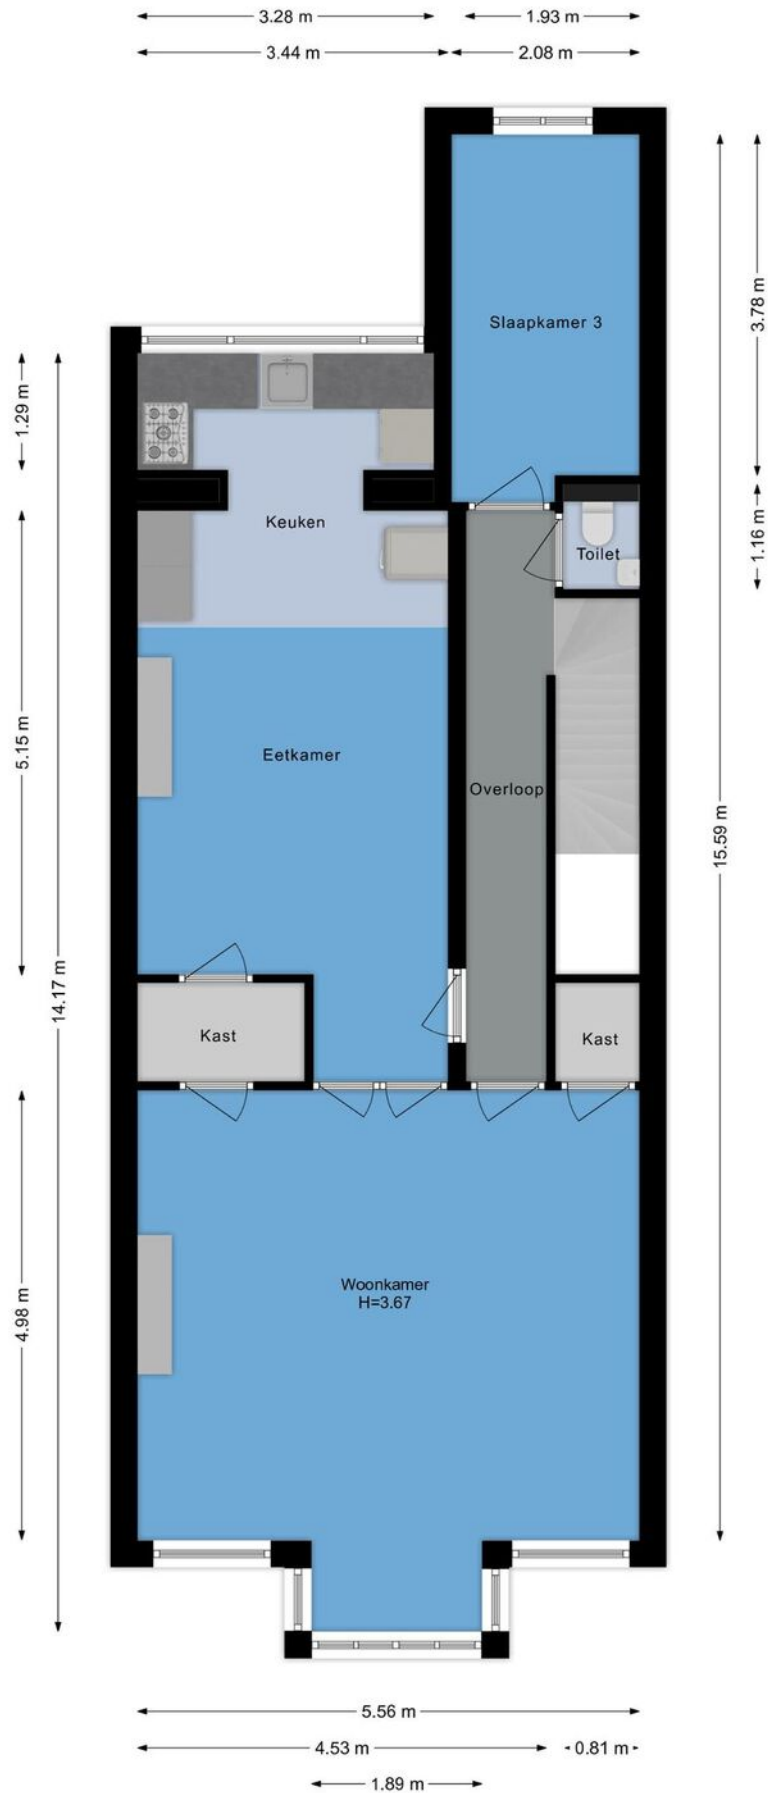 3.28 m
1.93 m
3.44 m
2.08 m
3.78 m
Slaapkamer 3
1.29 m
1.16 m
Keuken
Toilet
5.15 m
Eetkamer
Overloop
15.59 m
14.17 m
Kast
Kast
4.98 m
Woonkamer
H=3.67
5.56 m
4.53 m
0.81 m
1.89 m